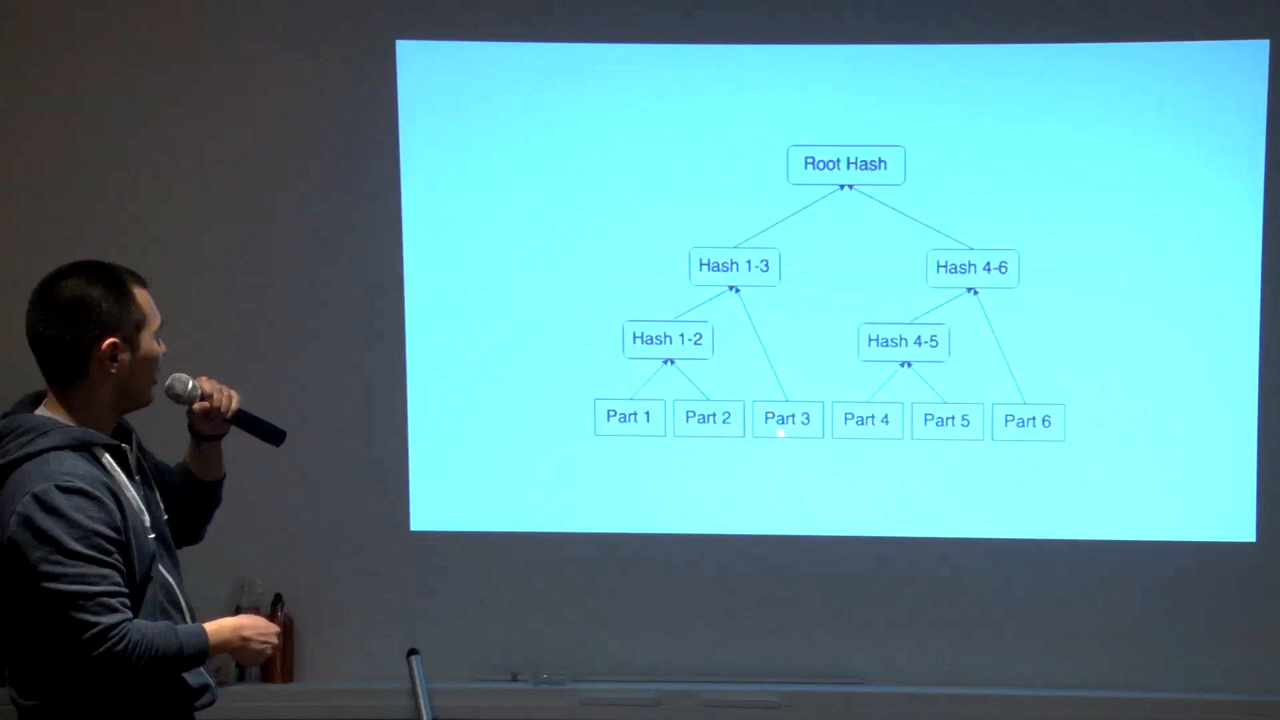 Root Hash
Hash 1-3
Hash 4-6
Hash 1-2
Hash 4-5
Part 1
Part 2
Part 3
Part 4
Part 5
Part 6